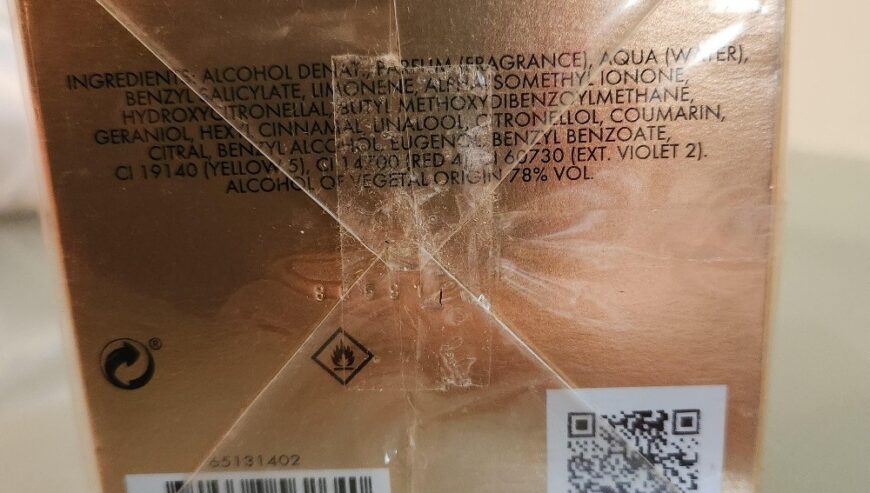 INGREDIENTS: ALCOHOL DENAT., PARFUM (FRAGRANCE), AQUA (WATER),
BENZYL SALICYLATE, LIMONENE, ALPHA-ISOMETHYL IONONE,
HYDROXYCITRONELLAL, BUTYL METHOXYDIBENZOYLMETHANE,
GERANIOL, HEXYL CINNAMAL, LINALOOL, CITRONELLOL, COUMARIN,
CITRAL, BENZYL ALCOHOL, EUGENOL, BENZYL BENZOATE,
CI 19140 (YELLOW 5), CI 14700 (RED 4), CI 60730 (EXT. VIOLET 2).
ALCOHOL OF VEGETAL ORIGIN 78% VOL.
®
65131402